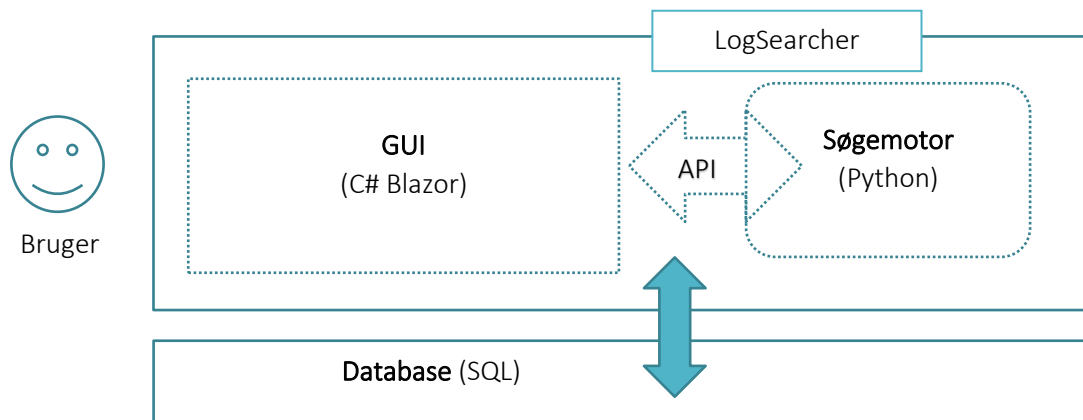 LogSearcher
GUI
(C# Blazor)
API
Søgemotor
(Python)
Bruger
Database (SQL)